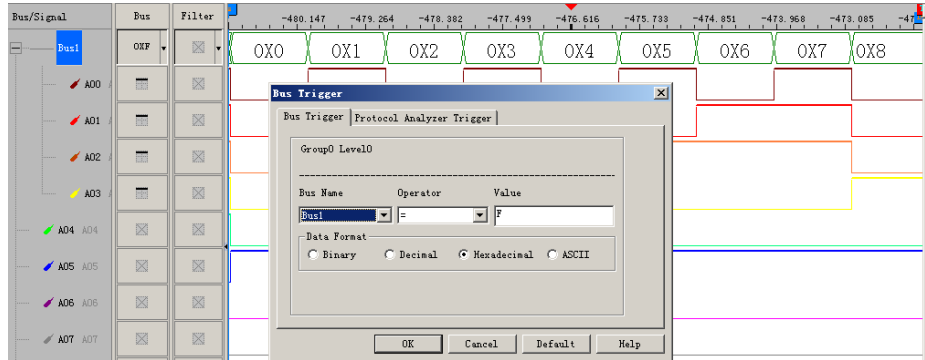 Bus/Signal Bus Filter -480.147 -479.264 -478.382 -477.499 -476.616 -475.733 -474.851 -473.968 -473.085 -47
Bus1 0XF 0X0 0X1 0X2 0X3 0X4 0X5 0X6 0X7 0X8
A00
A01
A02
A03
A04 A04
A05 A05
A06 A06
A07 A07
Bus Trigger
Bus Trigger Protocol Analyzer Trigger
Group0 Level0
Bus Name Operator Value
Bus1 = F
Data Format
Binary Decimal Hexadecimal ASCII
OK Cancel Default Help